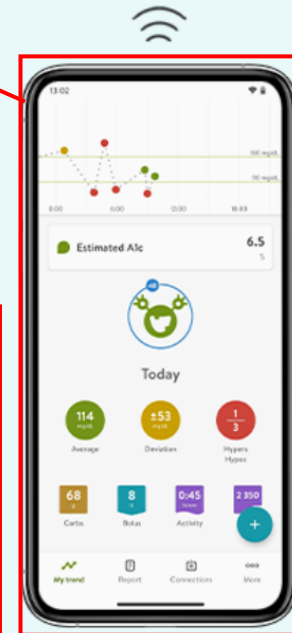 13:02
160 mg/dL
90 mg/dL
0:00 6:00 12:00 18:00
Estimated A1c 6.5
%
48
Today
114 ±53 1
mg/dL mg/dL 3
Average Deviation Hypers
Hypos
68 8 0:45 2 350
g
Carbs Bolus Activity
+
My trend Report Connections More